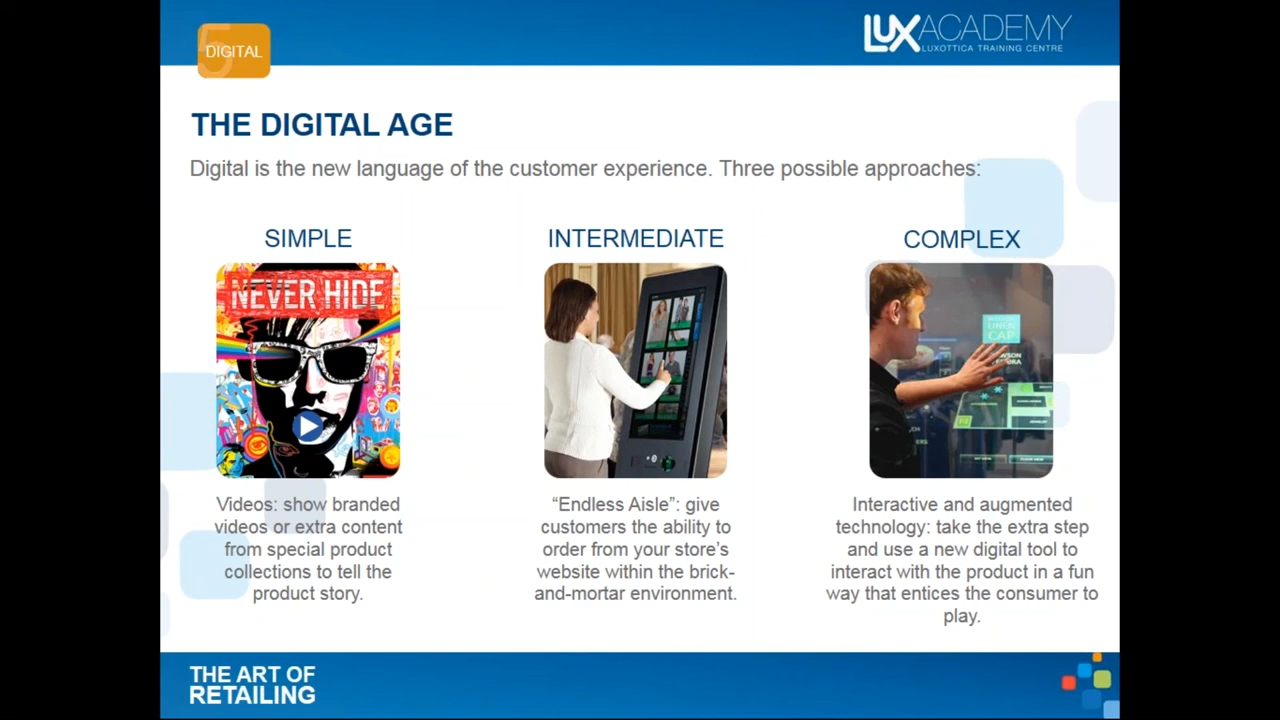 5
DIGITAL
LUXACADEMY
LUXOTTICA TRAINING CENTRE
THE DIGITAL AGE
Digital is the new language of the customer experience. Three possible approaches:
SIMPLE
NEVER HIDE
Videos: show branded
videos or extra content
from special product
collections to tell the
product story.
INTERMEDIATE
“Endless Aisle”: give
customers the ability to
order from your store’s
website within the brick-
and-mortar environment.
COMPLEX
LINEN
CAP
Interactive and augmented
technology: take the extra step
and use a new digital tool to
interact with the product in a fun
way that entices the consumer to
play.
THE ART OF
RETAILING